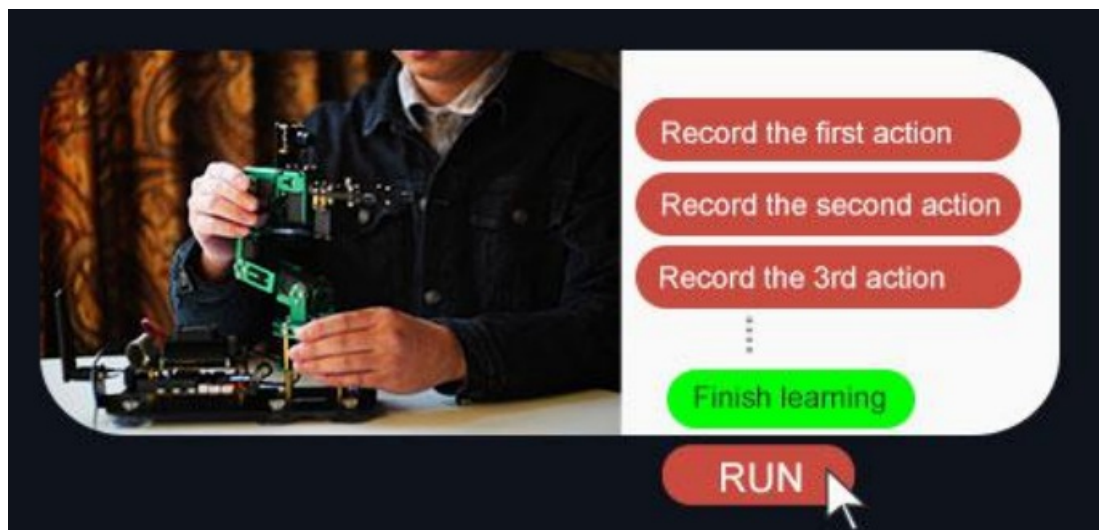 Record the first action
Record the second action
Record the 3rd action
Finish learning
RUN